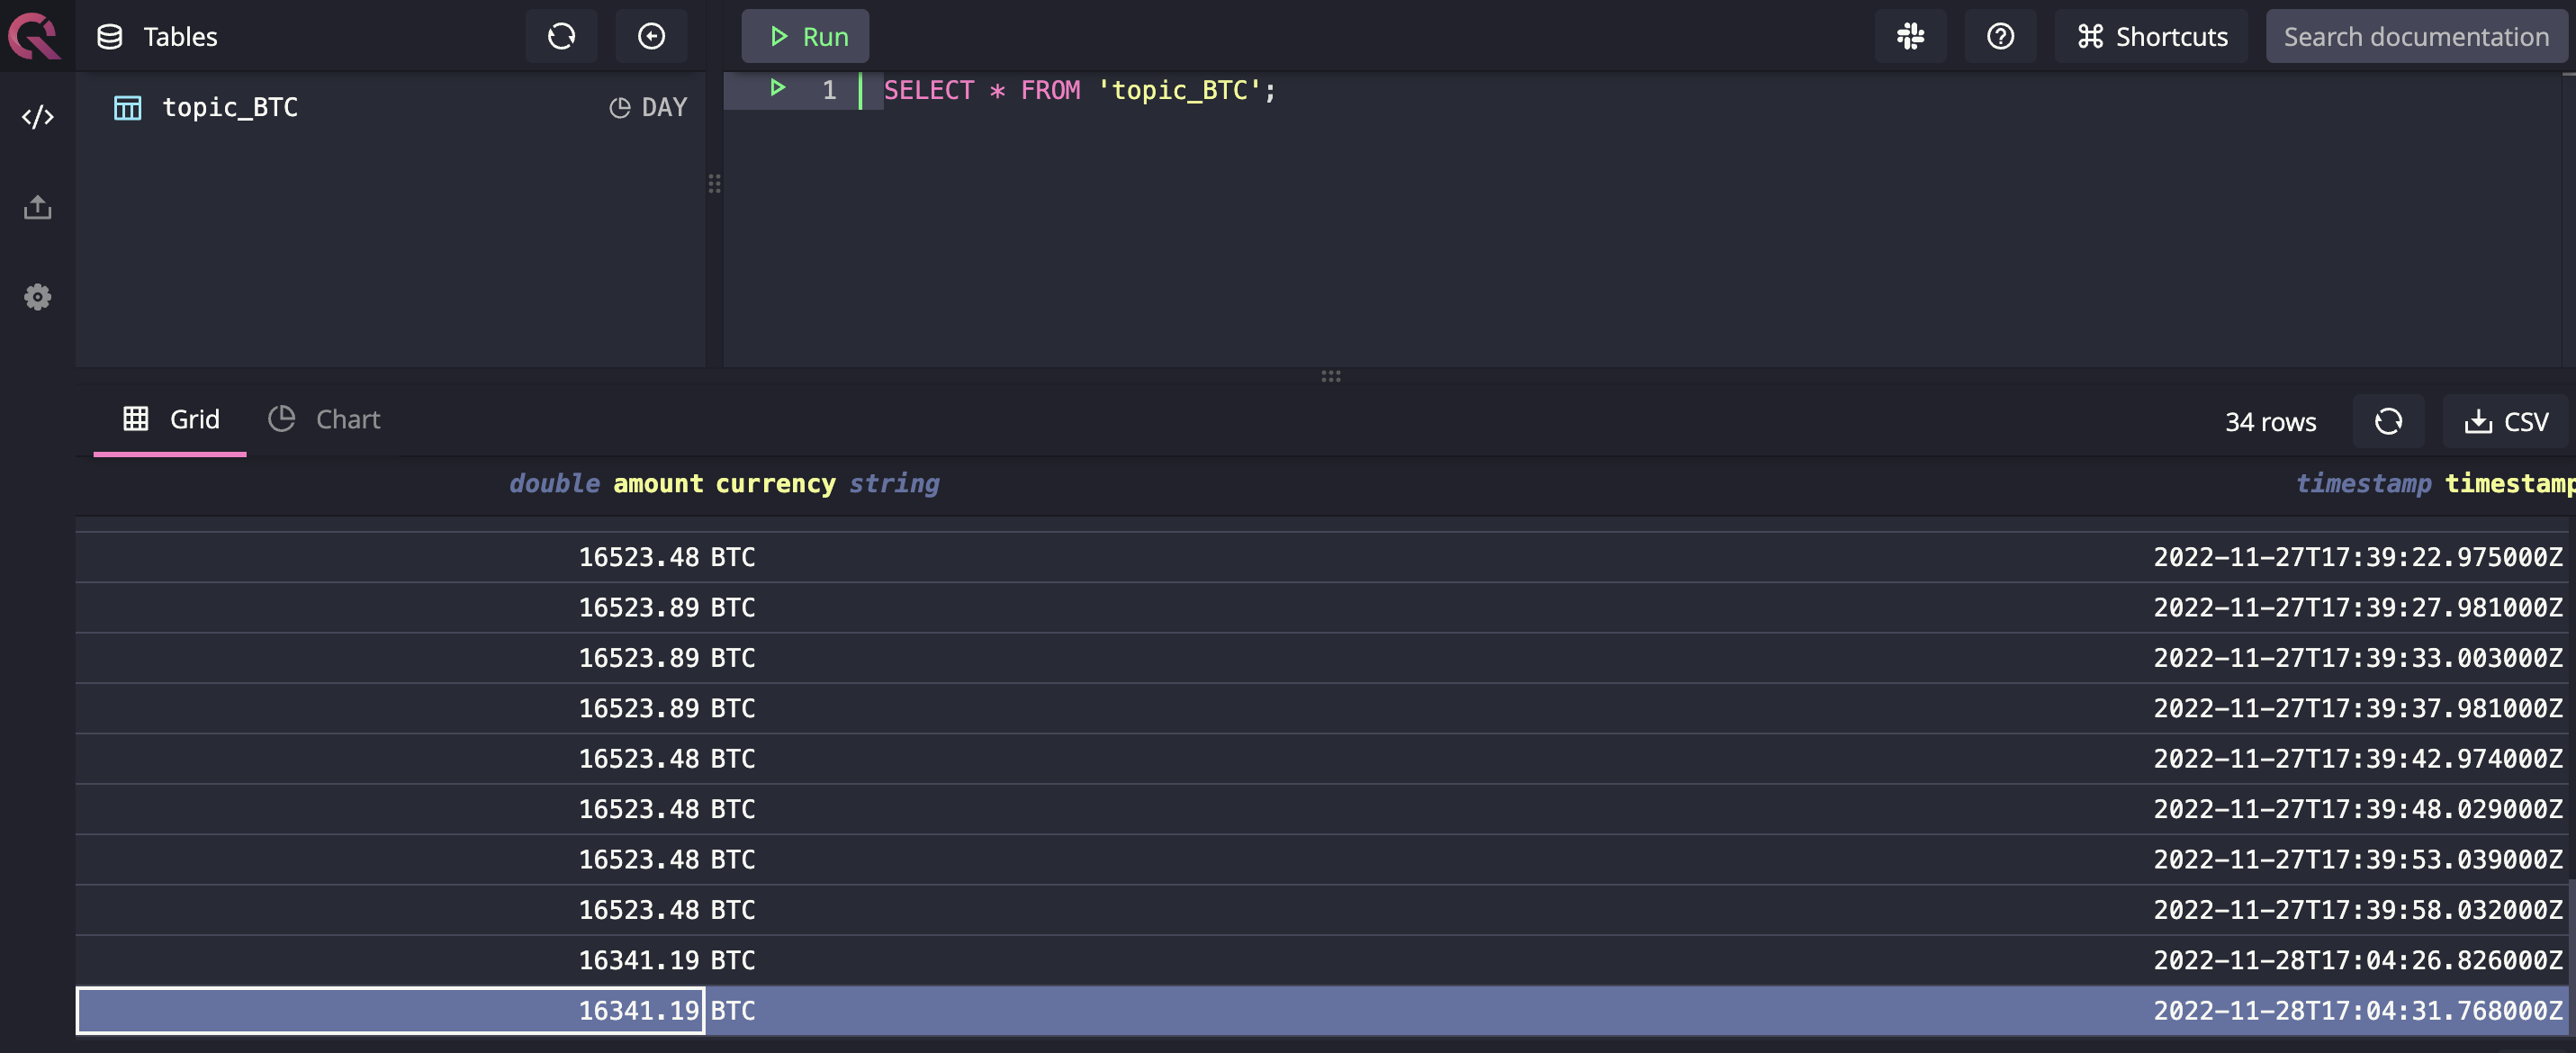 Tables
Run
Shortcuts
Search documentation
topic_BTC DAY
1 SELECT * FROM 'topic_BTC';
Grid Chart 34 rows CSV
double amount currency string timestamp timestamp
16523.48 BTC 2022-11-27T17:39:22.975000Z
16523.89 BTC 2022-11-27T17:39:27.981000Z
16523.89 BTC 2022-11-27T17:39:33.003000Z
16523.89 BTC 2022-11-27T17:39:37.981000Z
16523.48 BTC 2022-11-27T17:39:42.974000Z
16523.48 BTC 2022-11-27T17:39:48.029000Z
16523.48 BTC 2022-11-27T17:39:53.039000Z
16523.48 BTC 2022-11-27T17:39:58.032000Z
16341.19 BTC 2022-11-28T17:04:26.826000Z
16341.19 BTC 2022-11-28T17:04:31.768000Z